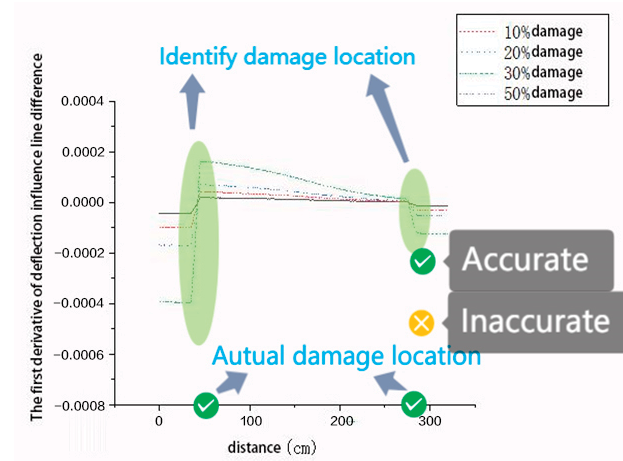 10%damage
20%damage
30%damage
50%damage
Identify damage location
The first derivative of deflection influence line difference
0.0004
0.0002
0.0000
−0.0002
−0.0004
−0.0006
−0.0008
Accurate
Inaccurate
Autual damage location
0
100
200
300
distance (cm)